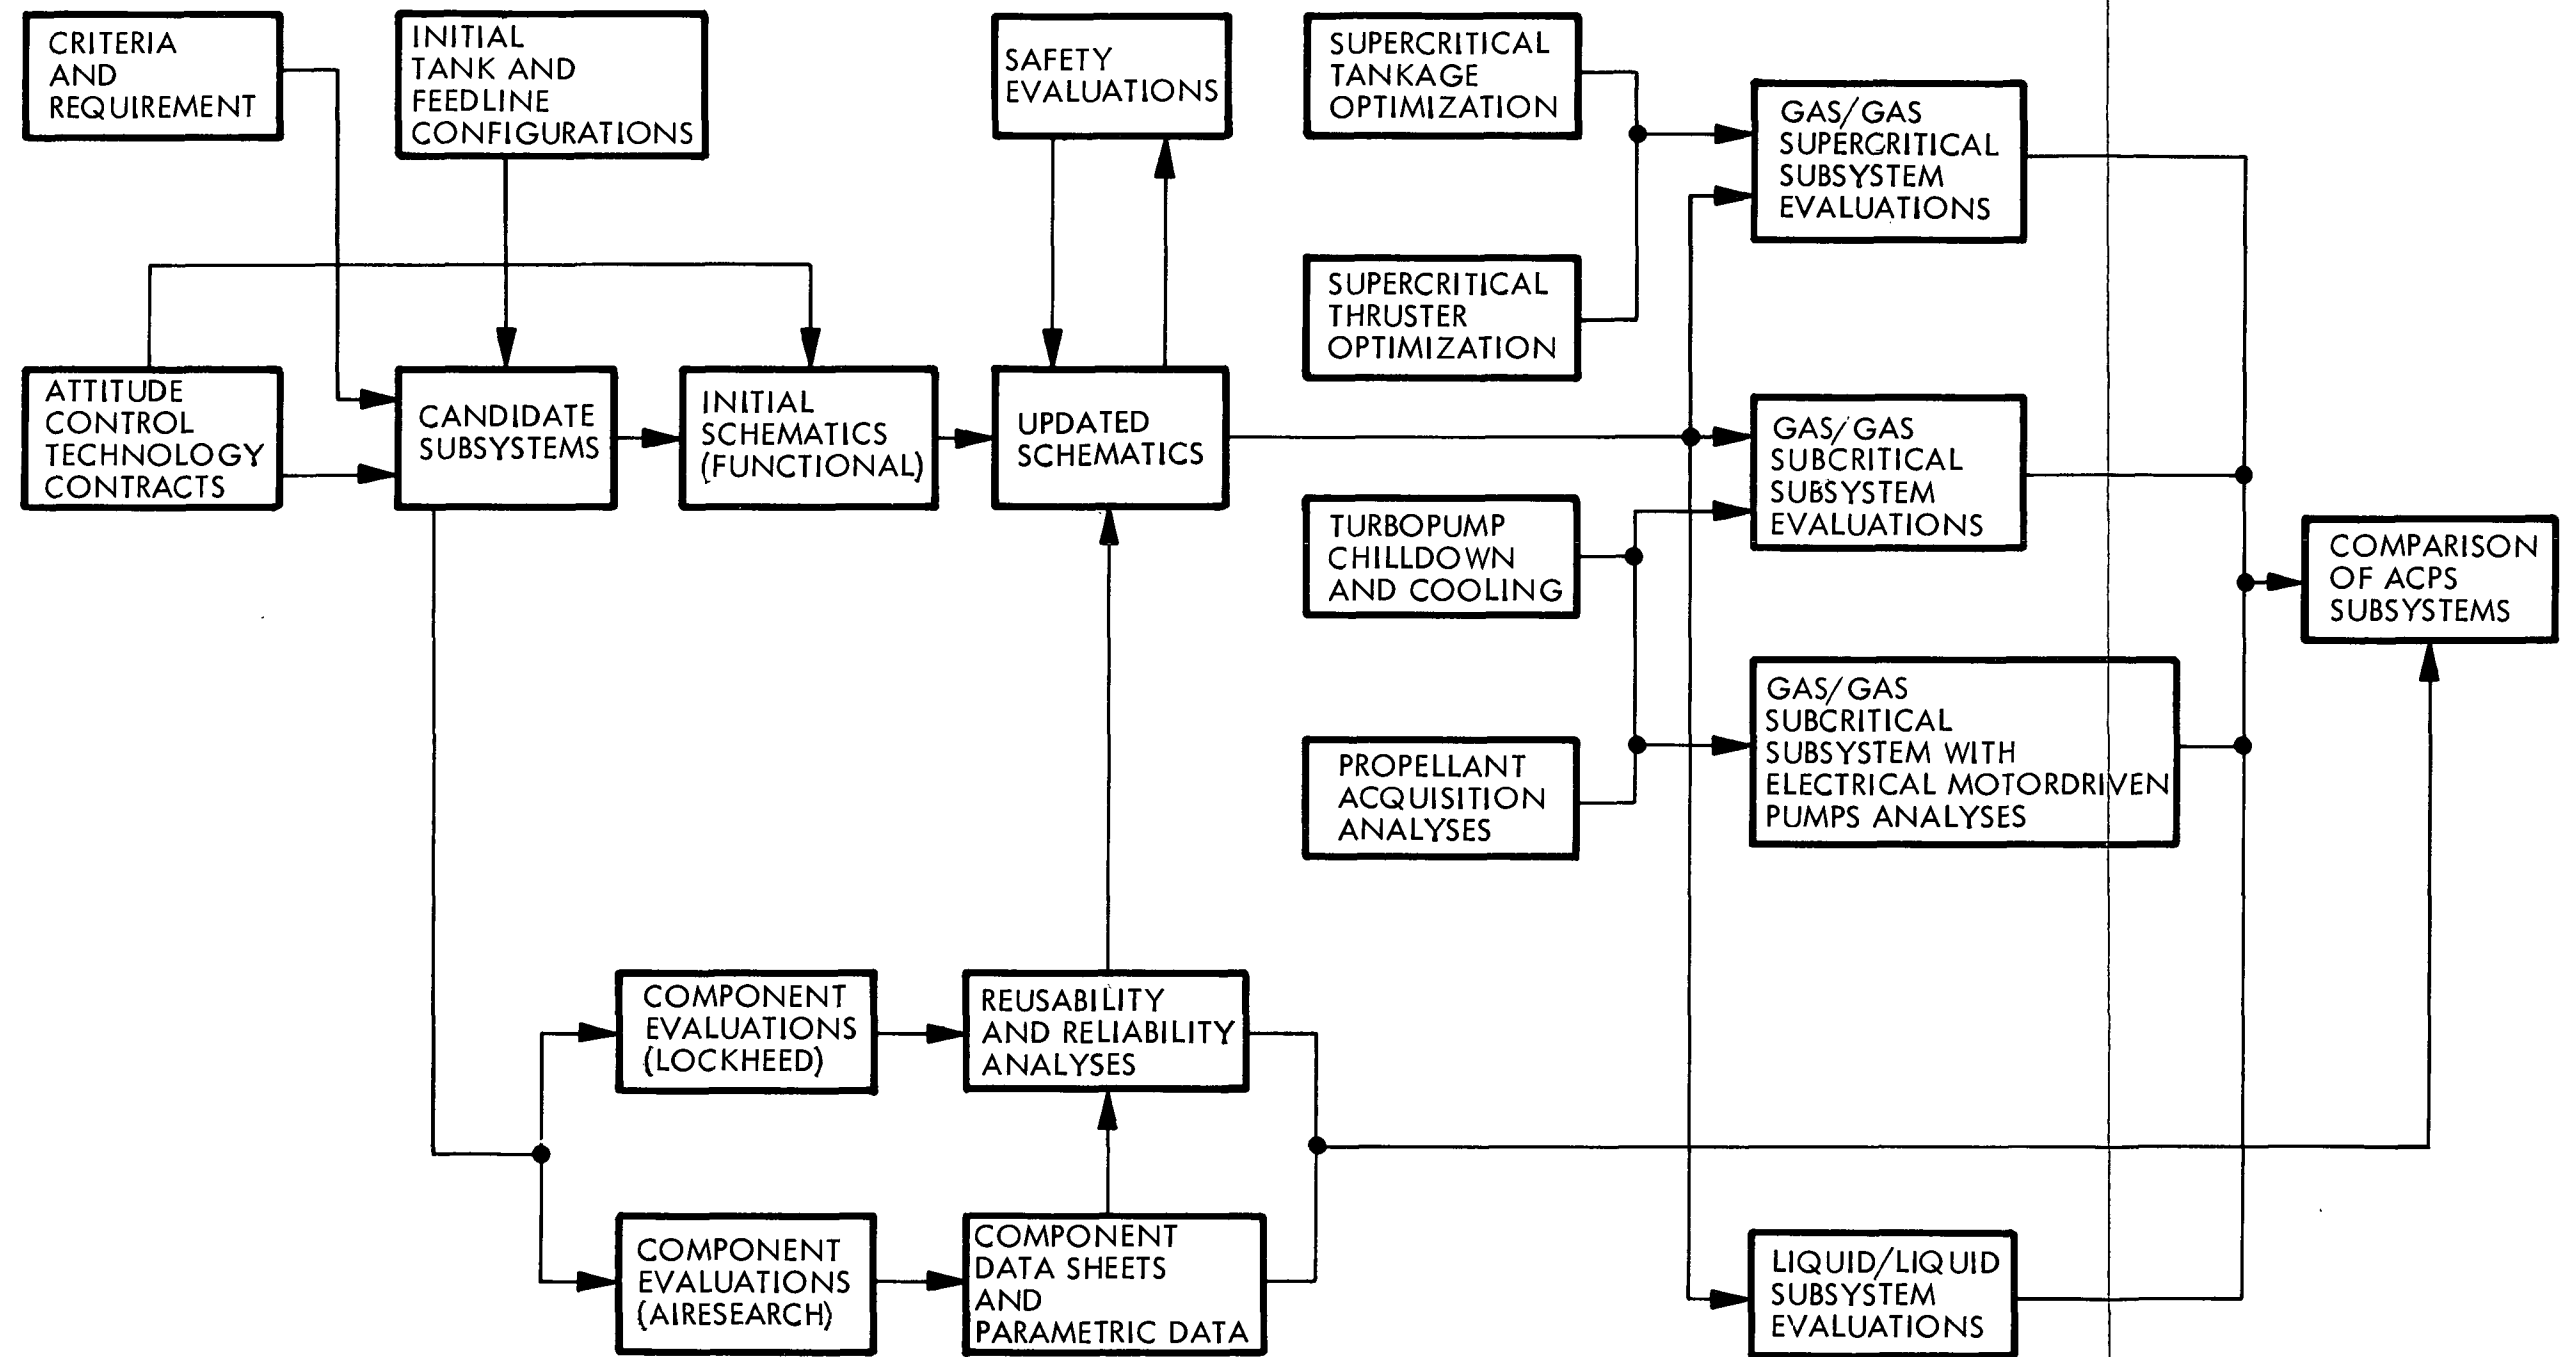 CRITERIA
AND
REQUIREMENT
INITIAL
TANK AND
FEEDLINE
CONFIGURATIONS
SAFETY
EVALUATIONS
SUPERCRITICAL
TANKAGE
OPTIMIZATION
GAS/GAS
SUPERCRITICAL
SUBSYSTEM
EVALUATIONS
SUPERCRITICAL
THRUSTER
OPTIMIZATION
ATTITUDE
CONTROL
TECHNOLOGY
CONTRACTS
CANDIDATE
SUBSYSTEMS
INITIAL
SCHEMATICS
(FUNCTIONAL)
UPDATED
SCHEMATICS
GAS/GAS
SUBCRITICAL
SUBSYSTEM
EVALUATIONS
TURBOPUMP
CHILLDOWN
AND COOLING
COMPARISON
OF ACPS
SUBSYSTEMS
GAS/GAS
SUBCRITICAL
SUBSYSTEM WITH
ELECTRICAL MOTORDRIVEN
PUMPS ANALYSES
PROPELLANT
ACQUISITION
ANALYSES
COMPONENT
EVALUATIONS
(LOCKHEED)
REUSABILITY
AND RELIABILITY
ANALYSES
COMPONENT
EVALUATIONS
(AIRESEARCH)
COMPONENT
DATA SHEETS
AND
PARAMETRIC DATA
LIQUID/LIQUID
SUBSYSTEM
EVALUATIONS